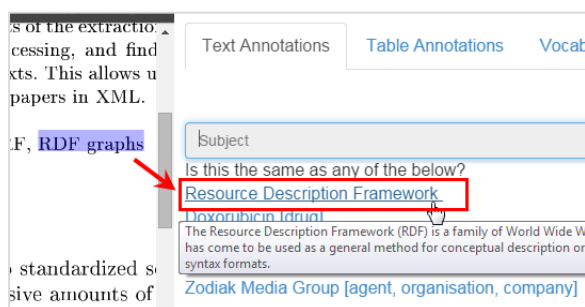 s of the extractio
cessing, and find
xts. This allows u
papers in XML.
F, RDF graphs
standardized s
sive amounts of
Text Annotations Table Annotations Vocab
Subject
Is this the same as any of the below?
Resource Description Framework
Doxorubicin [drug]
The Resource Description Framework (RDF) is a family of World Wide W
has come to be used as a general method for conceptual description or
syntax formats.
Zodiak Media Group [agent, organisation, company]